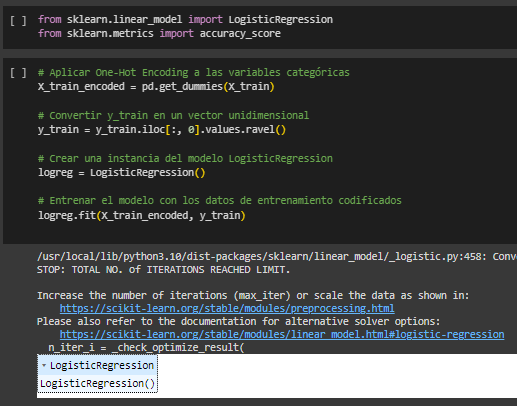 [ ] from sklearn.linear_model import LogisticRegression
from sklearn.metrics import accuracy_score
[ ] # Aplicar One-Hot Encoding a las variables categóricas
X_train_encoded = pd.get_dummies(X_train)
# Convertir y_train en un vector unidimensional
y_train = y_train.iloc[:, 0].values.ravel()
# Crear una instancia del modelo LogisticRegression
logreg = LogisticRegression()
# Entrenar el modelo con los datos de entrenamiento codificados
logreg.fit(X_train_encoded, y_train)
/usr/local/lib/python3.10/dist-packages/sklearn/linear_model/_logistic.py:458: Conv
STOP: TOTAL NO. of ITERATIONS REACHED LIMIT.
Increase the number of iterations (max_iter) or scale the data as shown in:
https://scikit-learn.org/stable/modules/preprocessing.html
Please also refer to the documentation for alternative solver options:
https://scikit-learn.org/stable/modules/linear_model.html#logistic-regression
n_iter_i = _check_optimize_result(
▾ LogisticRegression
LogisticRegression()